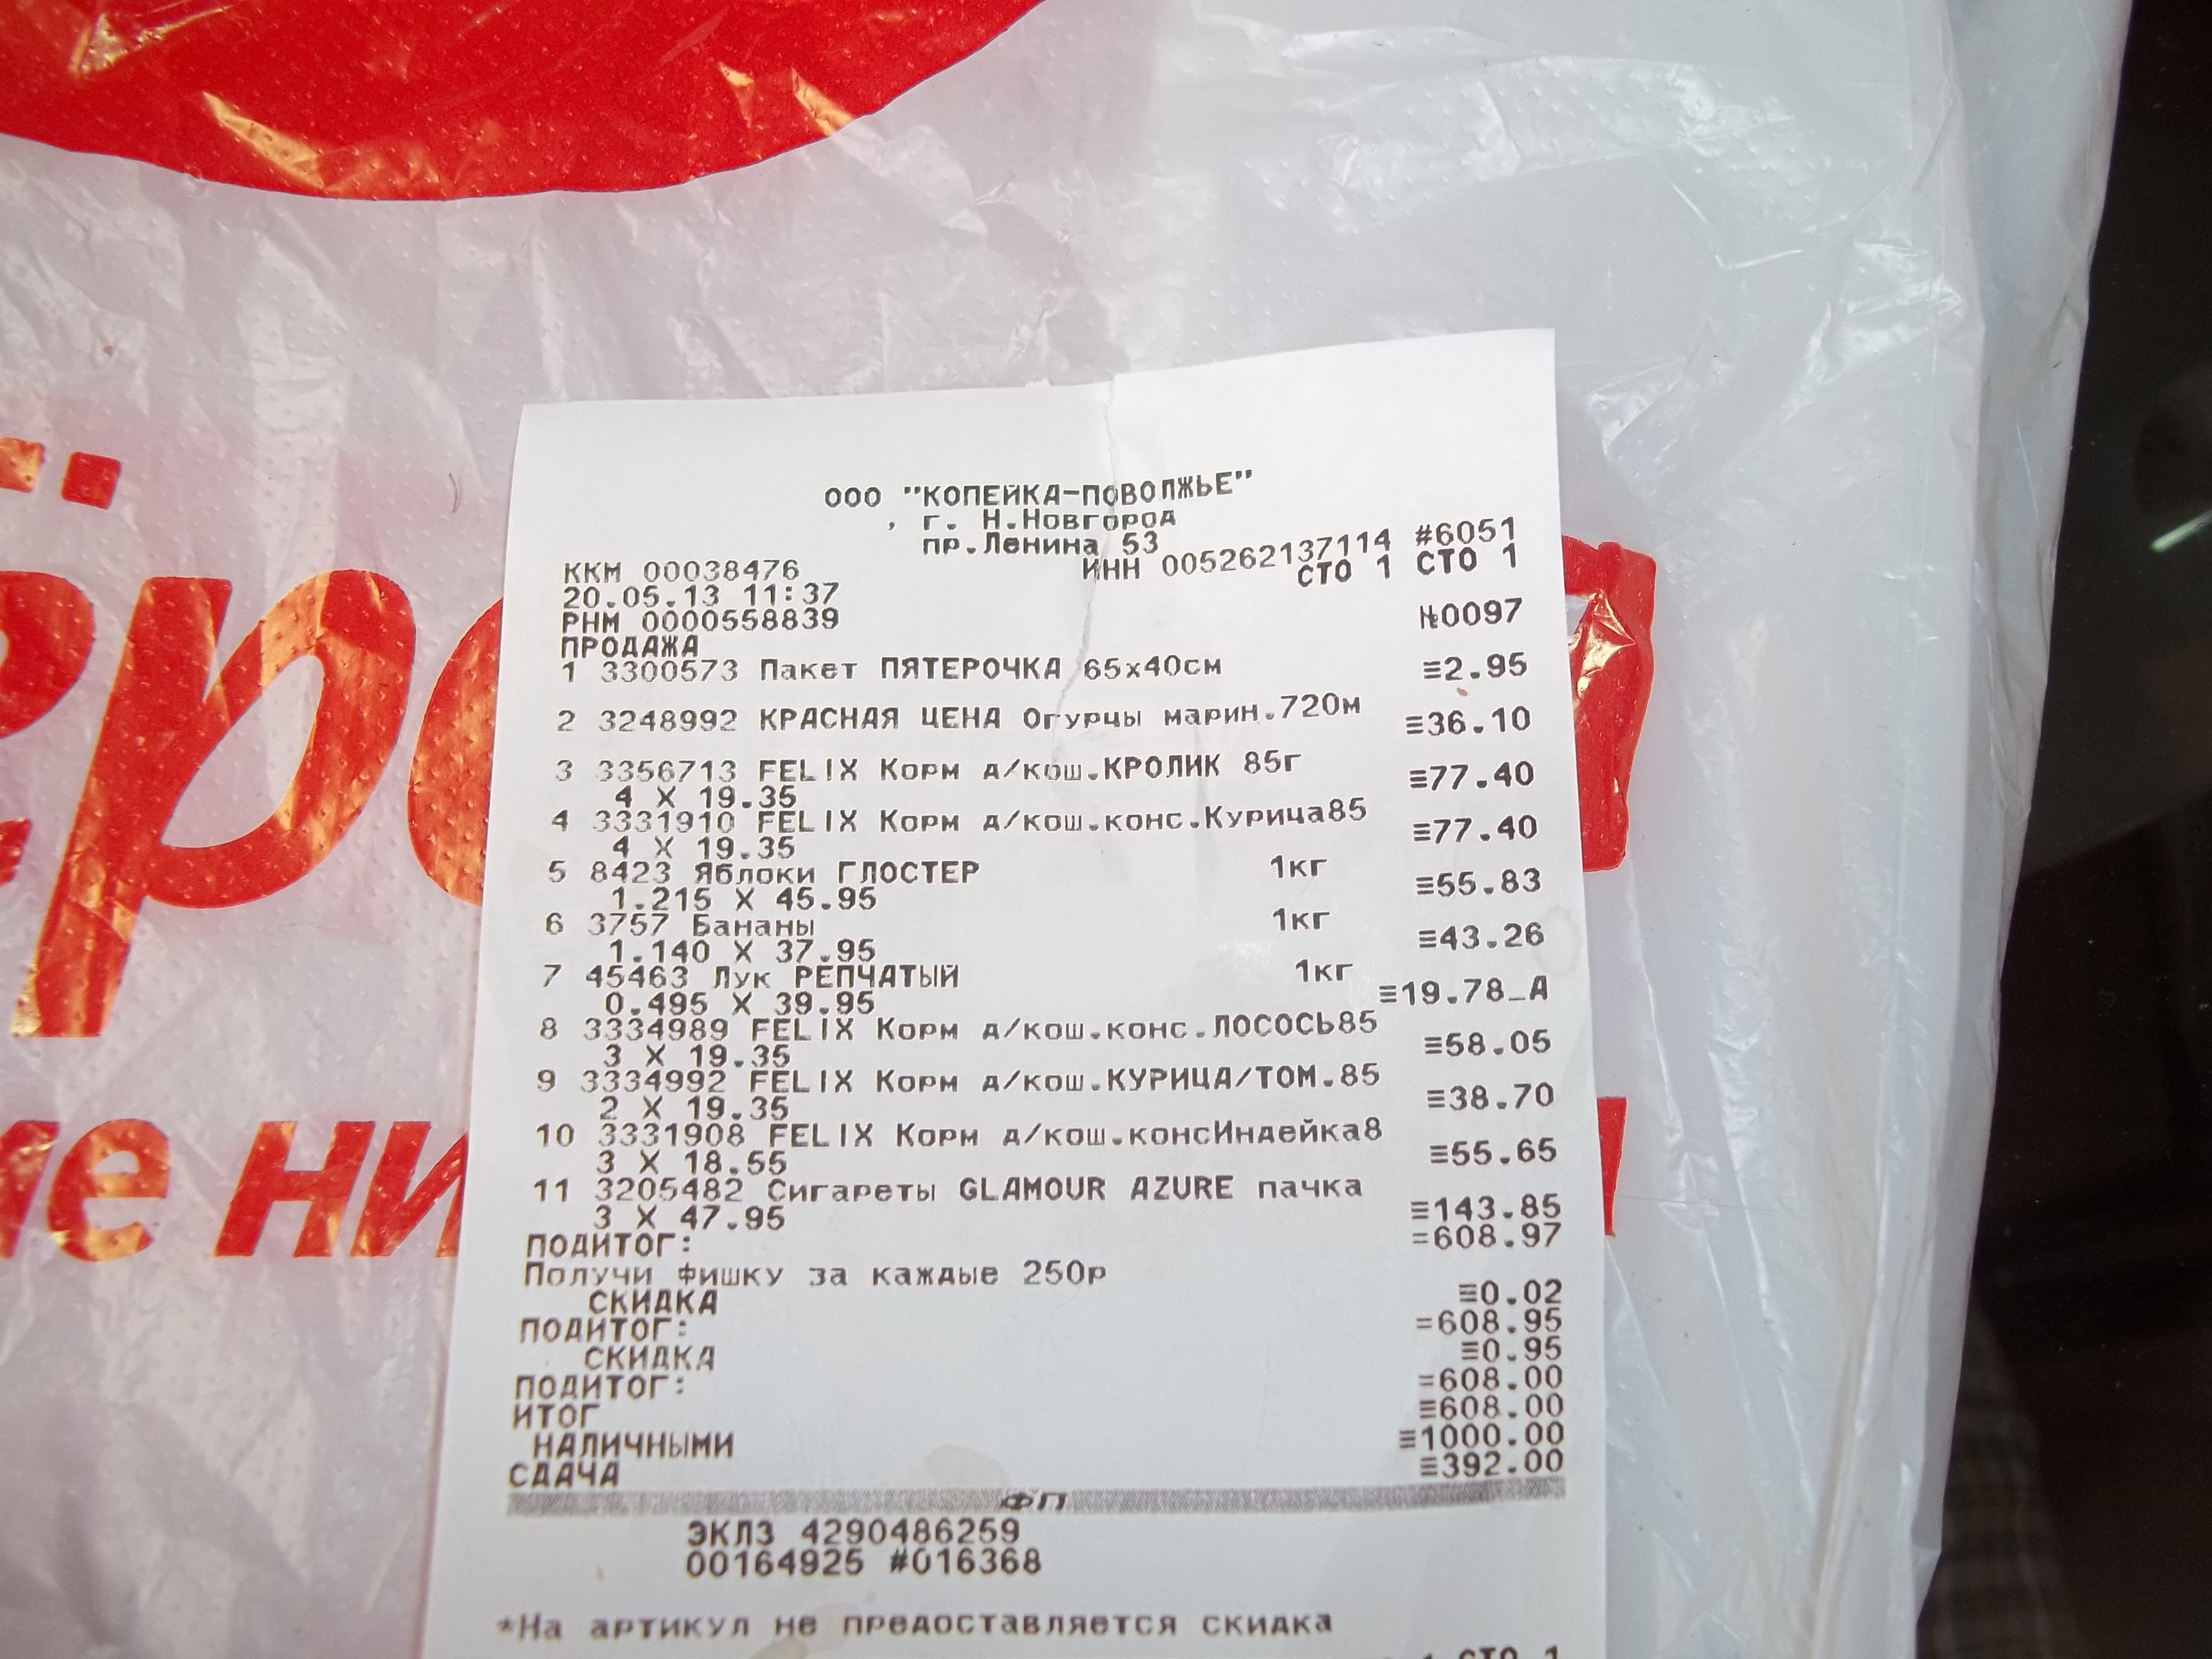 ООО "КОПЕЙКА-ПОВОЛЖЬЕ"
, г. Н.Новгород
пр.Ленина 53
ККМ 00038476 ИНН 005262137114 #6051
20.05.13 11:37 СТО 1 СТО 1
РНМ 0000558839 №0097
ПРОДАЖА
1 3300573 Пакет ПЯТЕРОЧКА 65х40см ≡2.95
2 3248992 КРАСНАЯ ЦЕНА Огурцы марин.720м ≡36.10
3 3356713 FELIX Корм д/кош.КРОЛИК 85г ≡77.40
4 X 19.35
4 3331910 FELIX Корм д/кош.конс.Курица85 ≡77.40
4 X 19.35
5 8423 Яблоки ГЛОСТЕР 1кг ≡55.83
1.215 X 45.95
6 3757 Бананы 1кг ≡43.26
1.140 X 37.95
7 45463 Лук РЕПЧАТЫЙ 1кг ≡19.78_А
0.495 X 39.95
8 3334989 FELIX Корм д/кош.конс.ЛОСОСЬ85 ≡58.05
3 X 19.35
9 3334992 FELIX Корм д/кош.КУРИЦА/ТОМ.85 ≡38.70
2 X 19.35
10 3331908 FELIX Корм д/кош.консИндейка8 ≡55.65
3 X 18.55
11 3205482 Сигареты GLAMOUR AZURE пачка ≡143.85
3 X 47.95
ПОДИТОГ: =608.97
Получи фишку за каждые 250р
СКИДКА ≡0.02
ПОДИТОГ: =608.95
СКИДКА ≡0.95
ПОДИТОГ: =608.00
ИТОГ ≡608.00
НАЛИЧНЫМИ ≡1000.00
СДАЧА ≡392.00
ФП
ЭКЛЗ 4290486259
00164925 #016368
*На артикул не предоставляется скидка